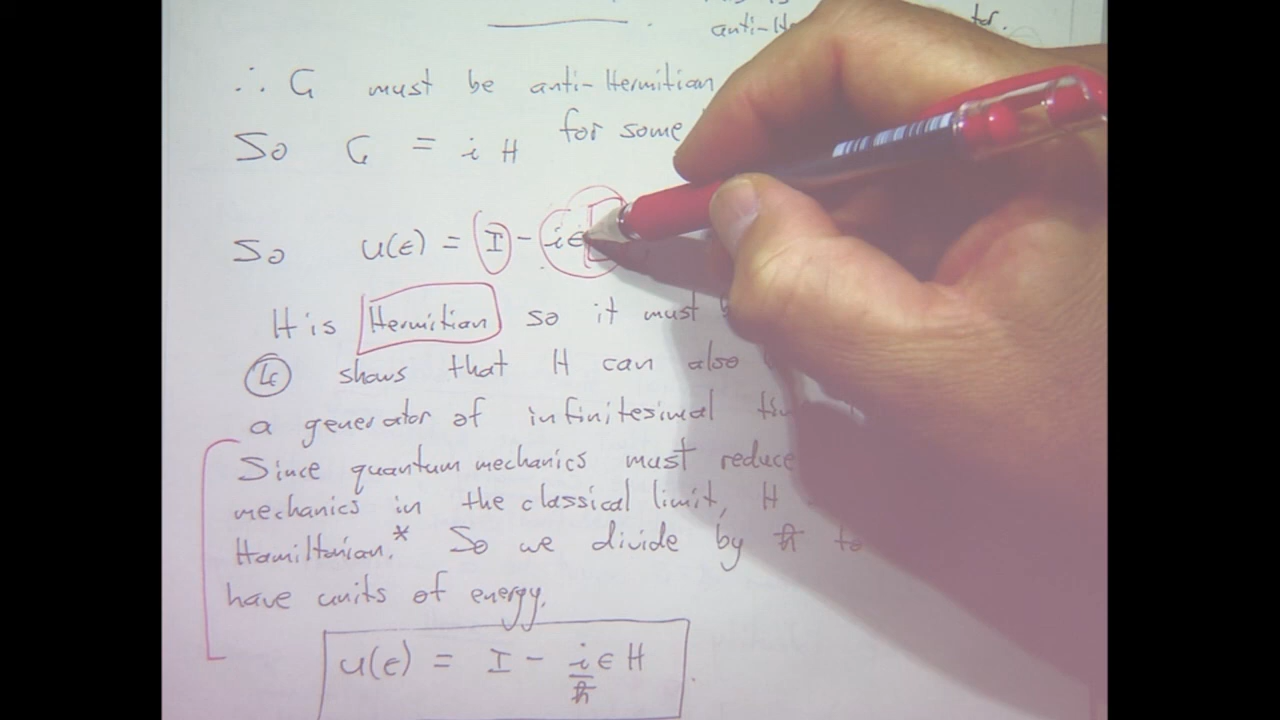 anti-He
∴ G must be anti-Hermitian
So G = i H for some
So U(ε) = I - iε
H is Hermitian so it must
④ shows that H can also
a generator of infinitesimal
Since quantum mechanics must reduce
mechanics in the classical limit, H
Hamiltonian.* So we divide by ħ to
have units of energy.
U(ε) = I - i/ħ ε H